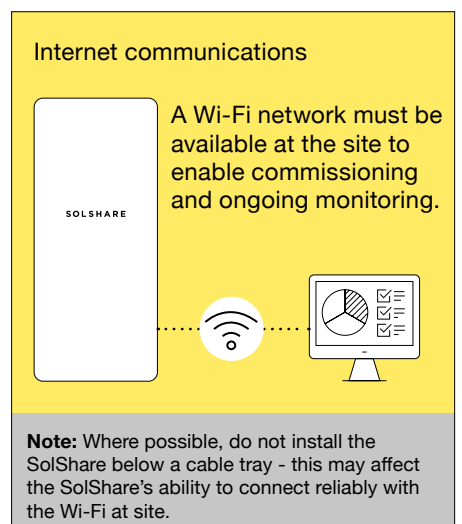 Internet communications
A Wi-Fi network must be
available at the site to
enable commissioning
and ongoing monitoring.
SOLSHARE
Note: Where possible, do not install the
SolShare below a cable tray - this may affect
the SolShare's ability to connect reliably with
the Wi-Fi at site.